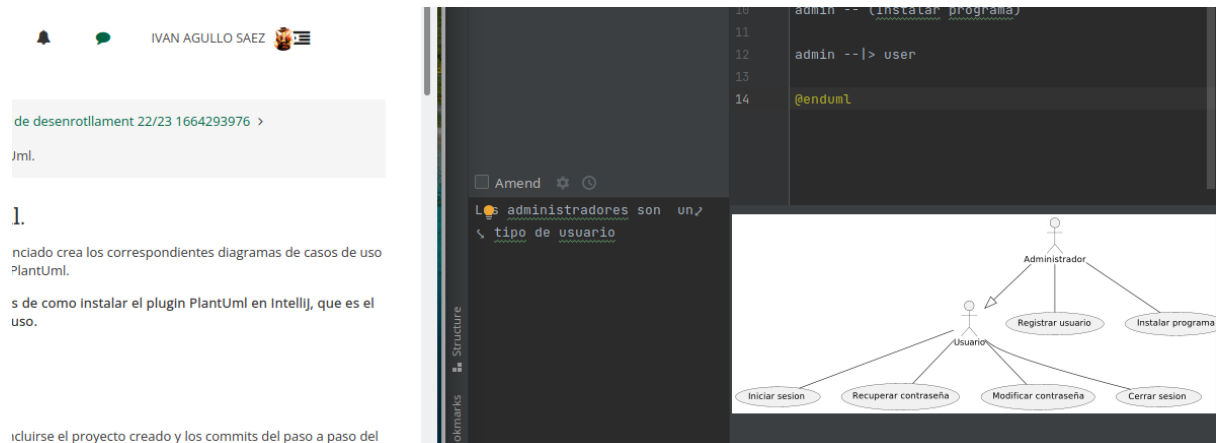 IVAN AGULLO SAEZ
de desenrotllament 22/23 1664293976 >
Uml.
l.
nciado crea los correspondientes diagramas de casos de uso
PlantUml.
s de como instalar el plugin PlantUml en IntelliJ, que es el
uso.
cluirse el proyecto creado y los commits del paso a paso del
10 admin -- (Instalar programa)
11
12 admin --|> user
13
14 @enduml
Amend
Los administradores son un
tipo de usuario
Structure
okmarks
Administrador
Registrar usuario
Instalar programa
Usuario
Iniciar sesion
Recuperar contraseña
Modificar contraseña
Cerrar sesion